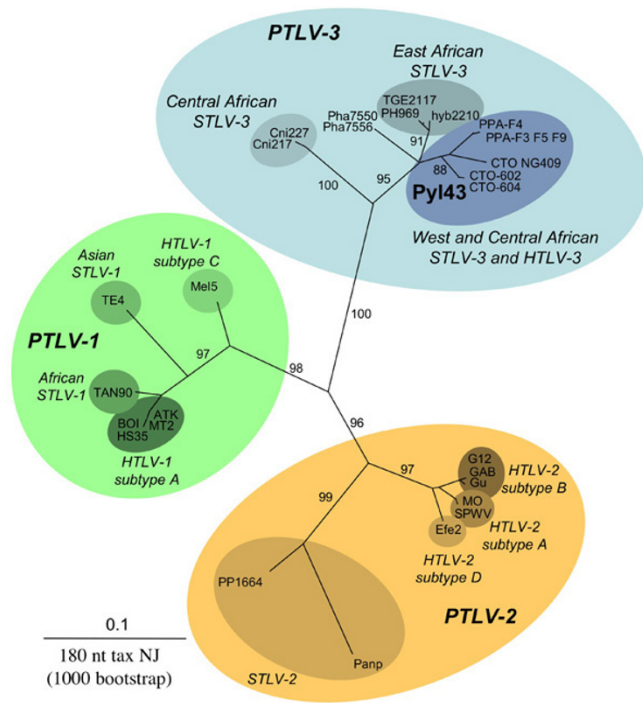 PTLV-3
East African
STLV-3
Central African
STLV-3
TGE2117
PH969
hyb2210
Pha7550
Pha7556
Cni227
Cni217
PPA-F4
PPA-F3 F5 F9
CTO NG409
CTO-602
CTO-604
91
88
95
100
Pyl43
West and Central African
STLV-3 and HTLV-3
HTLV-1
subtype C
Asian
STLV-1
Mel5
TE4
PTLV-1
100
97
98
African
STLV-1
TAN90
ATK
BOI
MT2
HS35
HTLV-1
subtype A
96
97
G12
GAB
Gu
HTLV-2
subtype B
MO
SPWV
HTLV-2
subtype A
Efe2
HTLV-2
subtype D
99
PP1664
PTLV-2
Panp
STLV-2
0.1
180 nt tax NJ
(1000 bootstrap)